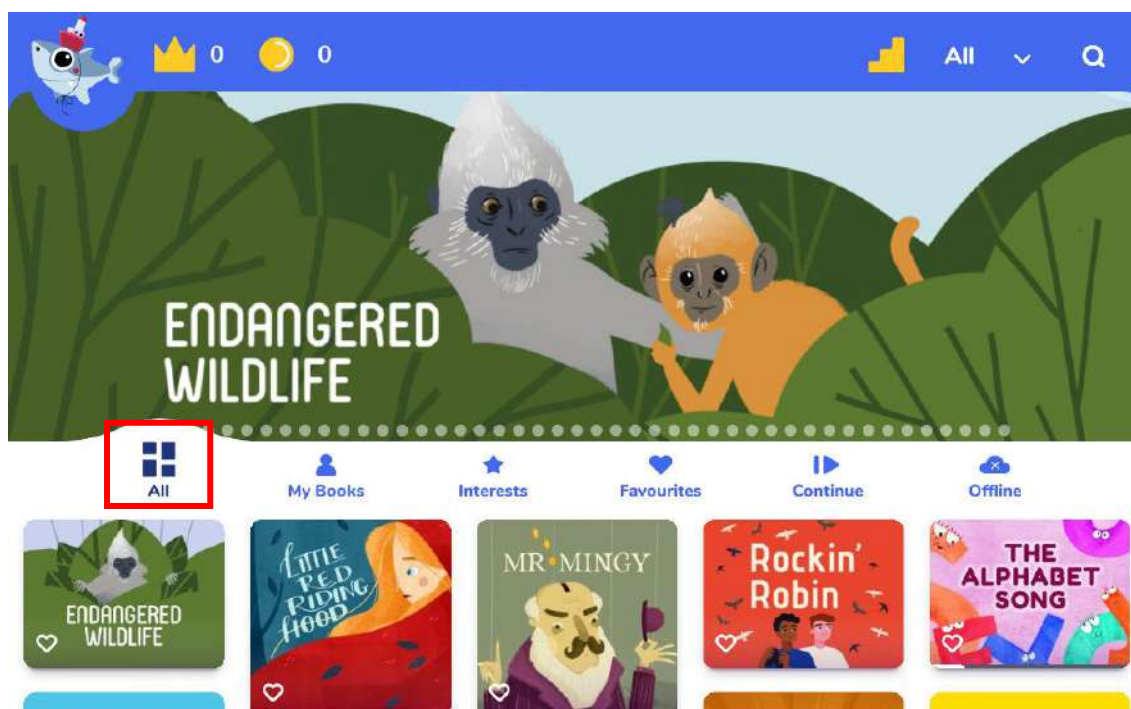 0
0
All
ENDANGERED
WILDLIFE
All
My Books
Interests
Favourites
Continue
Offline
ENDANGERED
WILDLIFE
LITTLE
RED
RIDING
HOOD
MR MINGY
Rockin'
Robin
THE
ALPHABET
SONG